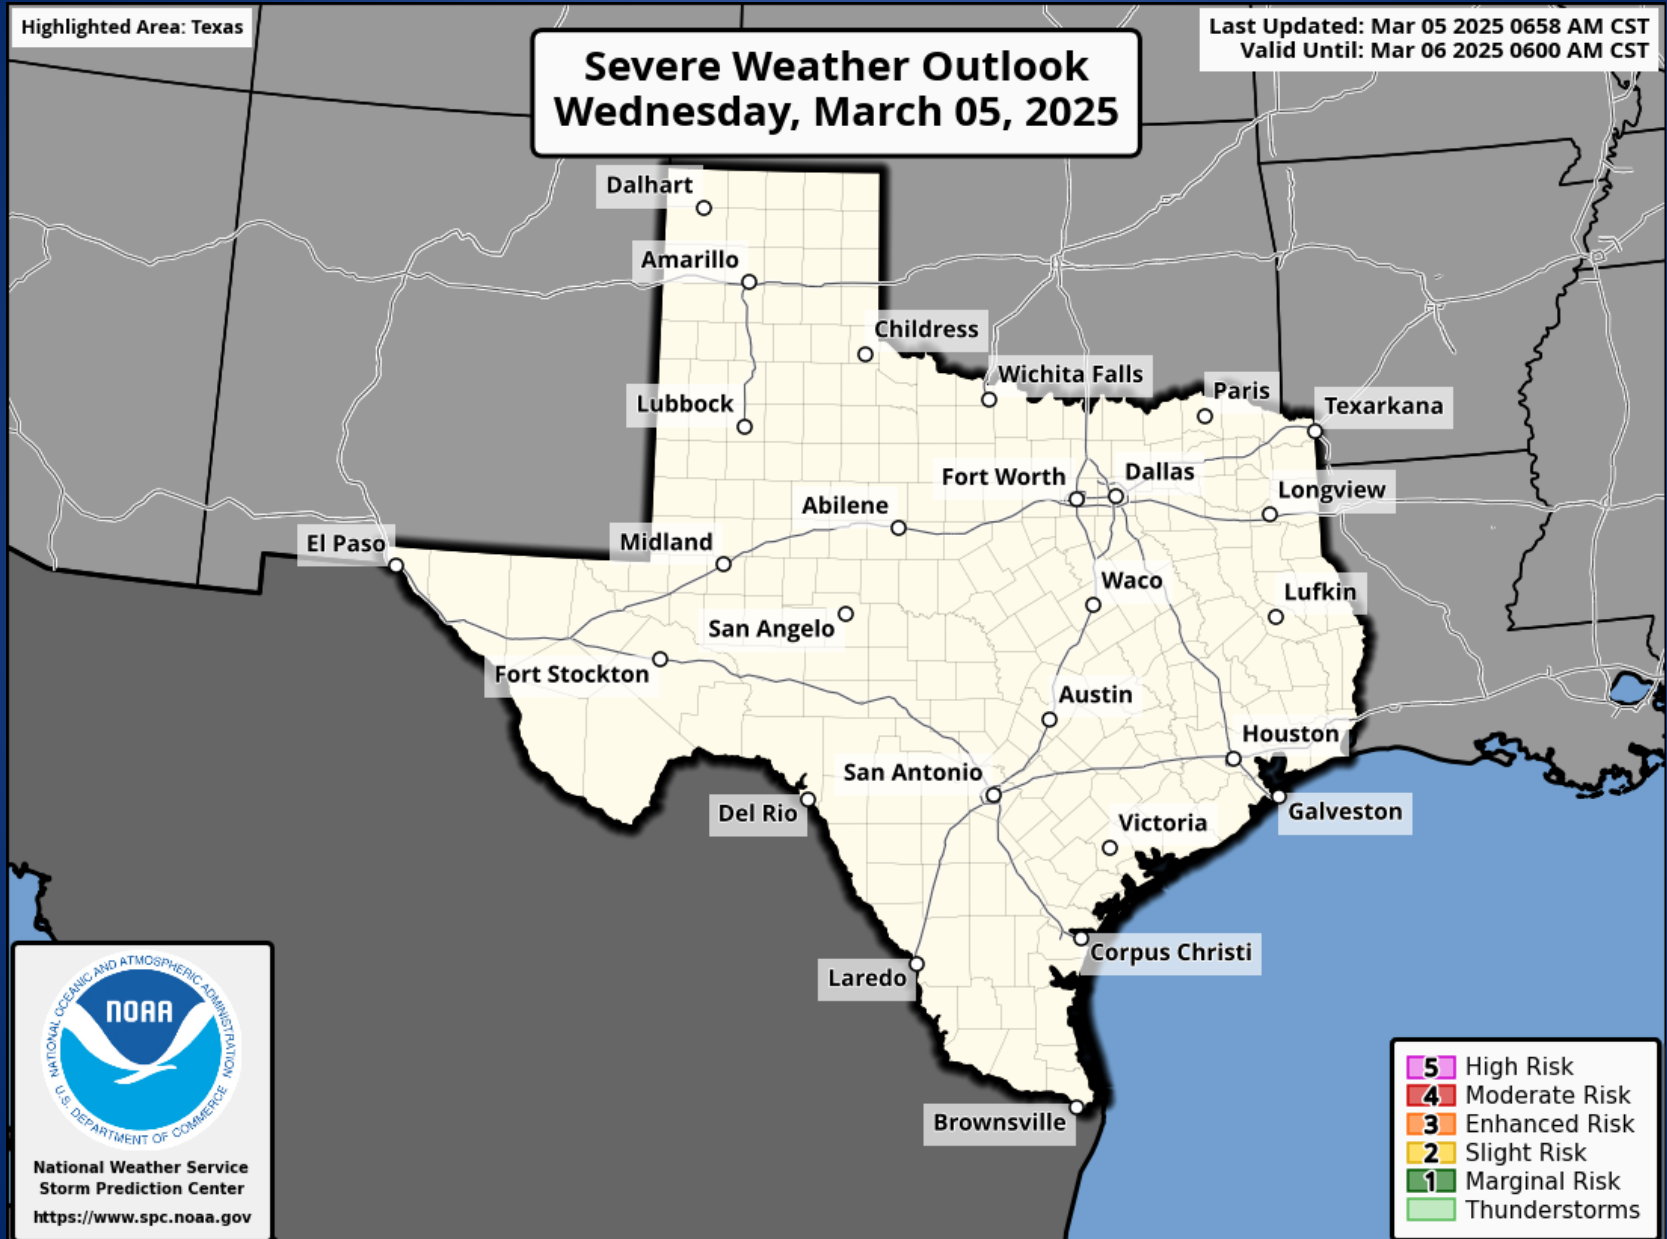 Highlighted Area: Texas
Last Updated: Mar 05 2025 0658 AM CST
Valid Until: Mar 06 2025 0600 AM CST
Severe Weather Outlook
Wednesday, March 05, 2025
Dalhart
Amarillo
Childress
Wichita Falls
Paris
Lubbock
Texarkana
Fort Worth
Dallas
Longview
Abilene
El Paso
Midland
Waco
Lufkin
San Angelo
Fort Stockton
Austin
Houston
San Antonio
Del Rio
Galveston
Victoria
Corpus Christi
Laredo
Brownsville
NATIONAL OCEANIC AND ATMOSPHERIC ADMINISTRATION
NOAA
U.S. DEPARTMENT OF COMMERCE
National Weather Service
Storm Prediction Center
https://www.spc.noaa.gov
5 High Risk
4 Moderate Risk
3 Enhanced Risk
2 Slight Risk
1 Marginal Risk
Thunderstorms